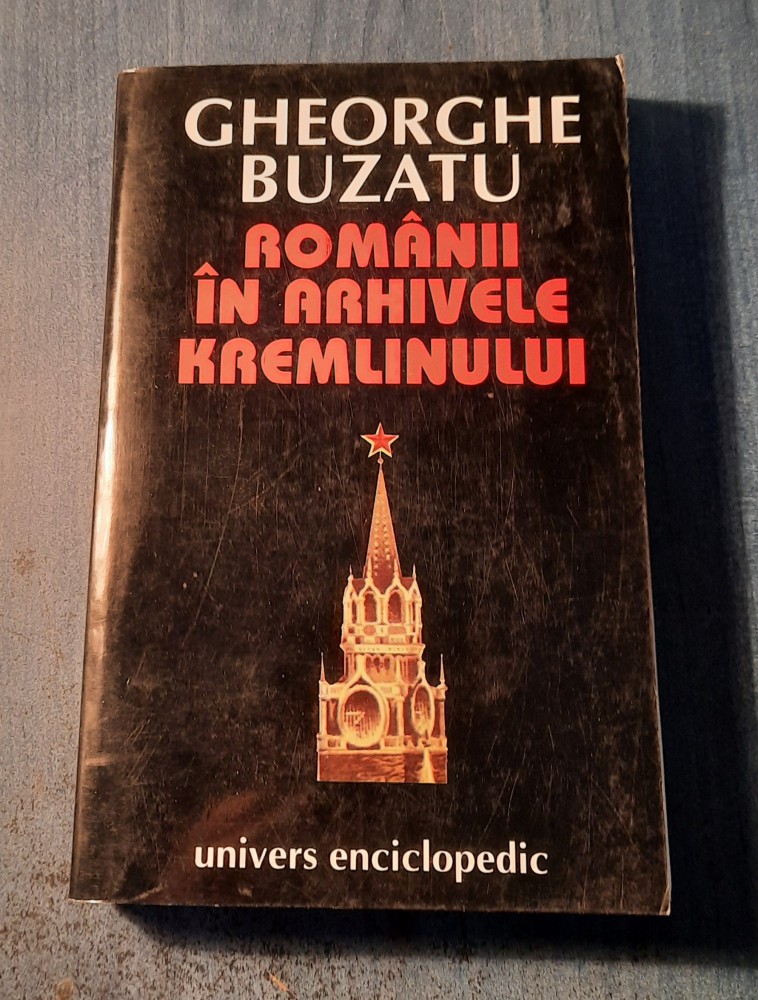 GHEORGHE
BUZATU
ROMÂNII
ÎN ARHIVELE
KREMLINULUI
univers enciclopedic